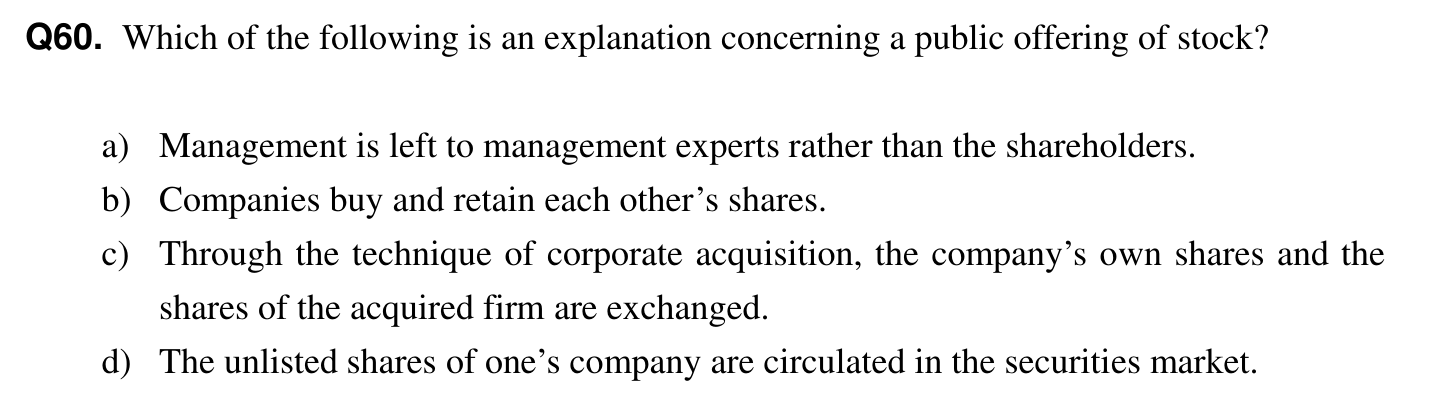 Q60. Which of the following is an explanation concerning a public offering of stock?
a) Management is left to management experts rather than the shareholders.
b) Companies buy and retain each other’s shares.
c) Through the technique of corporate acquisition, the company’s own shares and the
shares of the acquired firm are exchanged.
d) The unlisted shares of one’s company are circulated in the securities market.